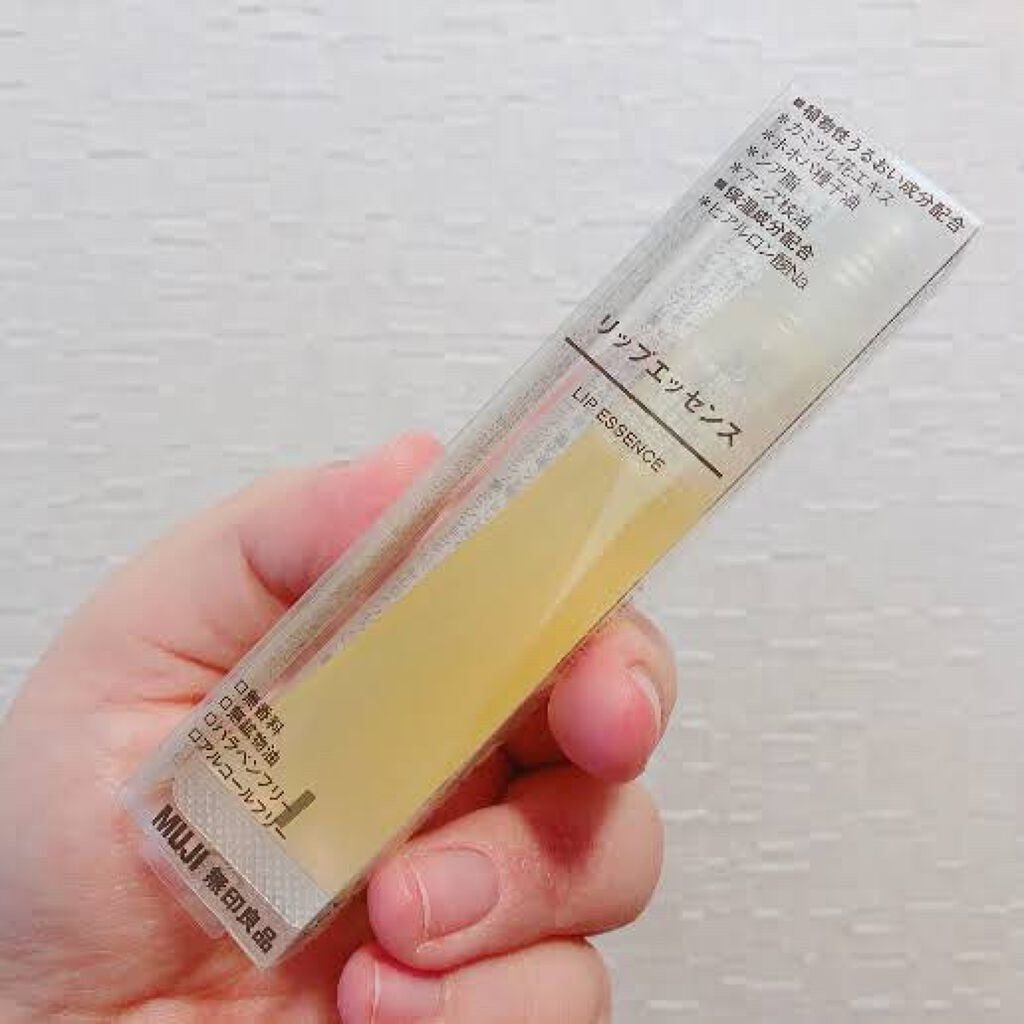 ■植物性うるおい成分配合
※カミツレ花エキス
※ホホバ種子油
※シア脂
※アンズ核油
■保湿成分配合
※ヒアルロン酸Na
リップエッセンス
LIP ESSENCE
□無香料
□無鉱物油
□パラベンフリー
□アルコールフリー
MUJI 無印良品